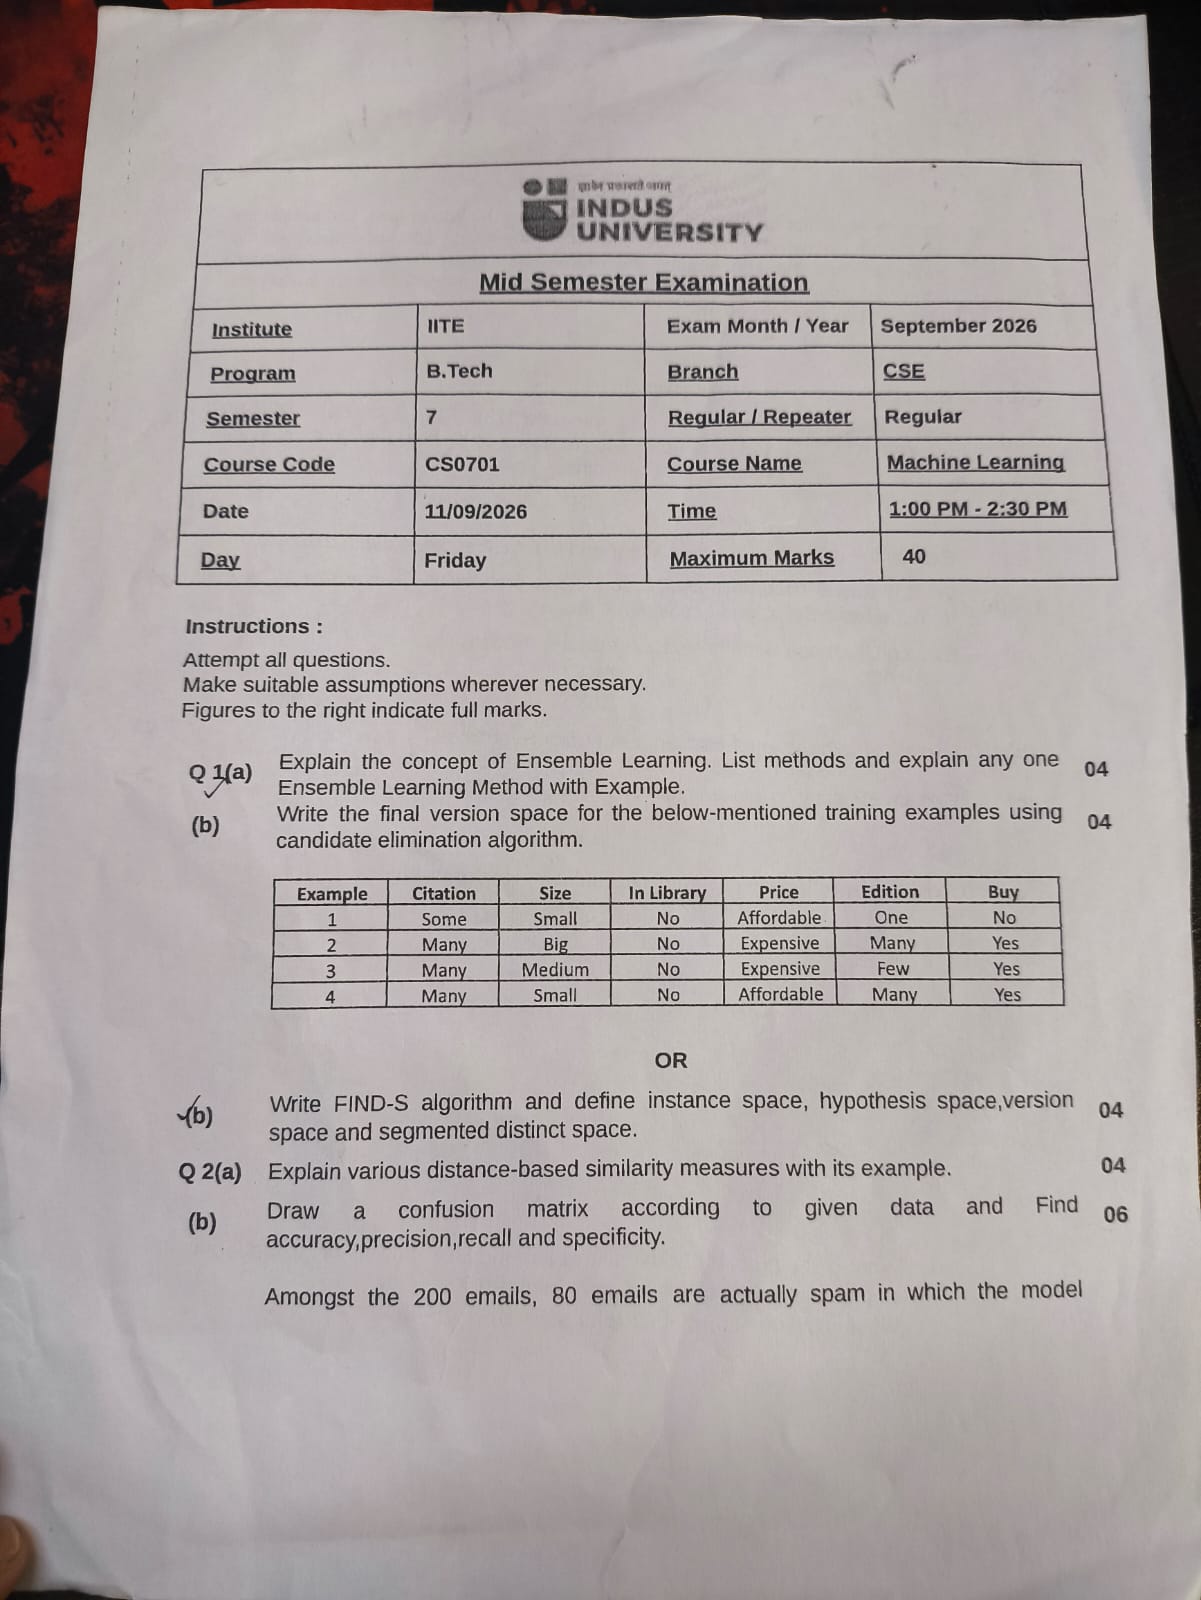 ज्ञानेन प्रकाशते जगत्
INDUS
UNIVERSITY
Mid Semester Examination
Institute IITE Exam Month / Year September 2026
Program B.Tech Branch CSE
Semester 7 Regular / Repeater Regular
Course Code CS0701 Course Name Machine Learning
Date 11/09/2026 Time 1:00 PM - 2:30 PM
Day Friday Maximum Marks 40
Instructions :
Attempt all questions.
Make suitable assumptions wherever necessary.
Figures to the right indicate full marks.
Q 1(a) Explain the concept of Ensemble Learning. List methods and explain any one 04
Ensemble Learning Method with Example.
(b) Write the final version space for the below-mentioned training examples using 04
candidate elimination algorithm.
Example Citation Size In Library Price Edition Buy
1 Some Small No Affordable One No
2 Many Big No Expensive Many Yes
3 Many Medium No Expensive Few Yes
4 Many Small No Affordable Many Yes
OR
(b) Write FIND-S algorithm and define instance space, hypothesis space,version 04
space and segmented distinct space.
Q 2(a) Explain various distance-based similarity measures with its example. 04
(b) Draw a confusion matrix according to given data and Find 06
accuracy,precision,recall and specificity.
Amongst the 200 emails, 80 emails are actually spam in which the model